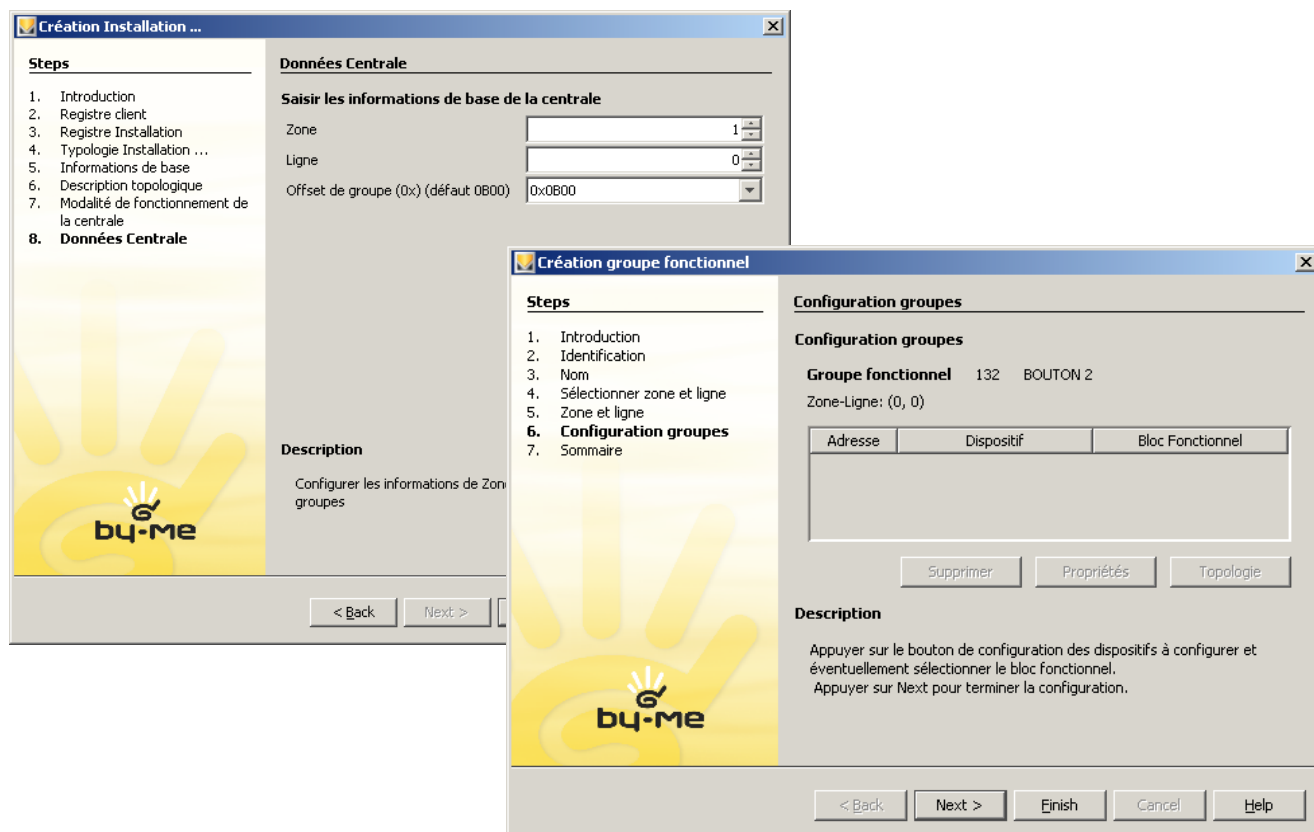 Création Installation ...
Steps
1. Introduction
2. Registre client
3. Registre Installation
4. Typologie Installation ...
5. Informations de base
6. Description topologique
7. Modalité de fonctionnement de
la centrale
8. Données Centrale
by-me
Données Centrale
Saisir les informations de base de la centrale
Zone 1
Ligne 0
Offset de groupe (0x) (défaut 0B00) 0x0B00
Description
Configurer les informations de Zon
groupes
< Back Next >
Création groupe fonctionnel
Steps
1. Introduction
2. Identification
3. Nom
4. Sélectionner zone et ligne
5. Zone et ligne
6. Configuration groupes
7. Sommaire
by-me
Configuration groupes
Configuration groupes
Groupe fonctionnel 132 BOUTON 2
Zone-Ligne: (0, 0)
Adresse Dispositif Bloc Fonctionnel
Supprimer Propriétés Topologie
Description
Appuyer sur le bouton de configuration des dispositifs à configurer et
éventuellement sélectionner le bloc fonctionnel.
Appuyer sur Next pour terminer la configuration.
< Back Next > Finish Cancel Help